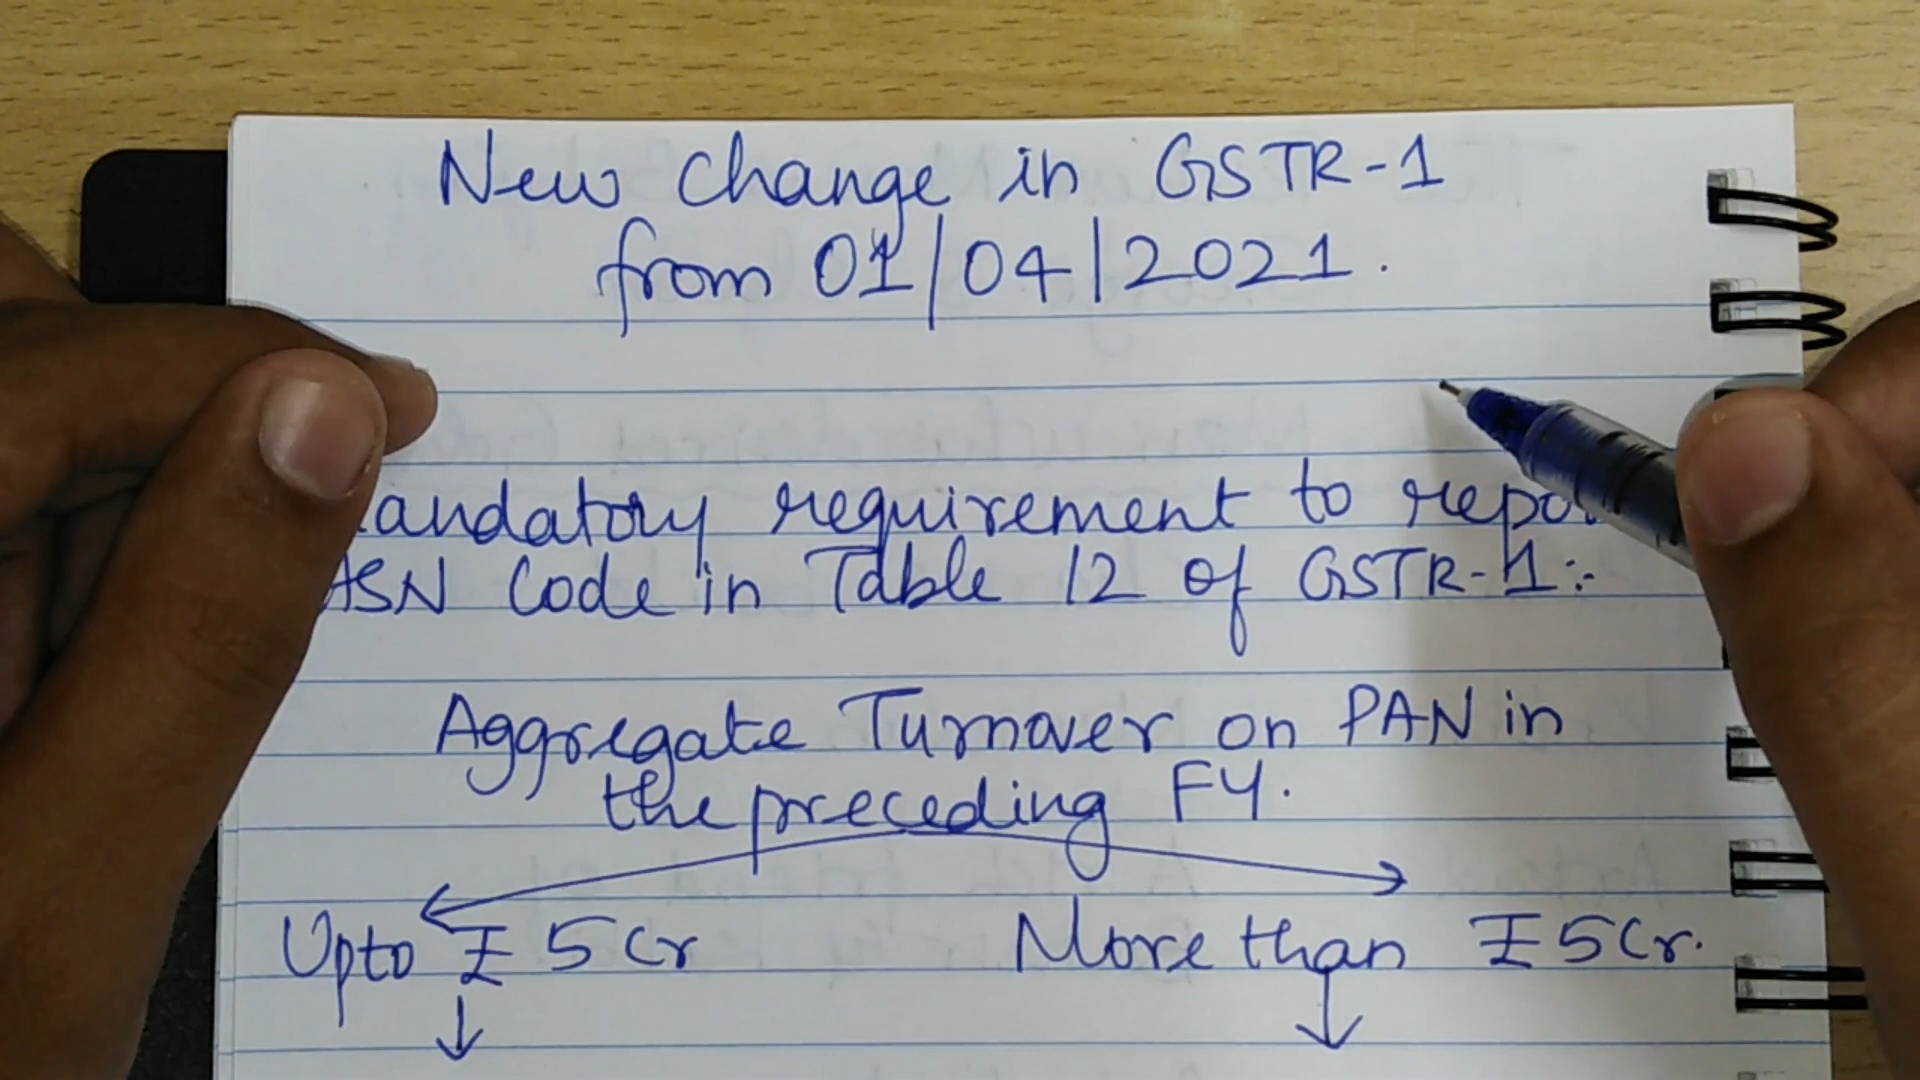 New change in GSTR-1
from 01/04/2021.
andatory requirement to repo
HSN Code in Table 12 of GSTR-1:-
Aggregate Turnover on PAN in
the preceding FY.
Upto ₹ 5 Cr
More than ₹ 5 Cr.